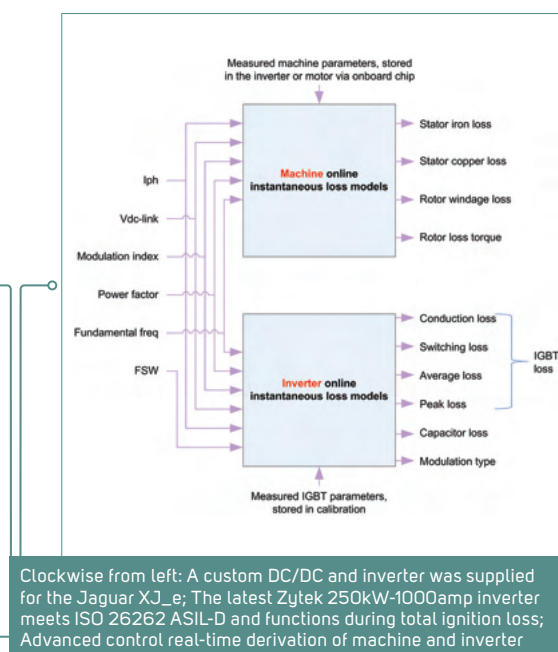 Measured machine parameters, stored
in the inverter or motor via onboard chip
Machine online
instantaneous loss models
Stator iron loss
Stator copper loss
Rotor windage loss
Rotor loss torque
Iph
Vdc-link
Modulation index
Power factor
Fundamental freq
FSW
Inverter online
instantaneous loss models
Conduction loss
Switching loss
Average loss
Peak loss
IGBT
loss
Capacitor loss
Modulation type
Measured IGBT parameters,
stored in calibration
Clockwise from left: A custom DC/DC and inverter was supplied
for the Jaguar XJ_e; The latest Zytek 250kW-1000amp inverter
meets ISO 26262 ASIL-D and functions during total ignition loss;
Advanced control real-time derivation of machine and inverter